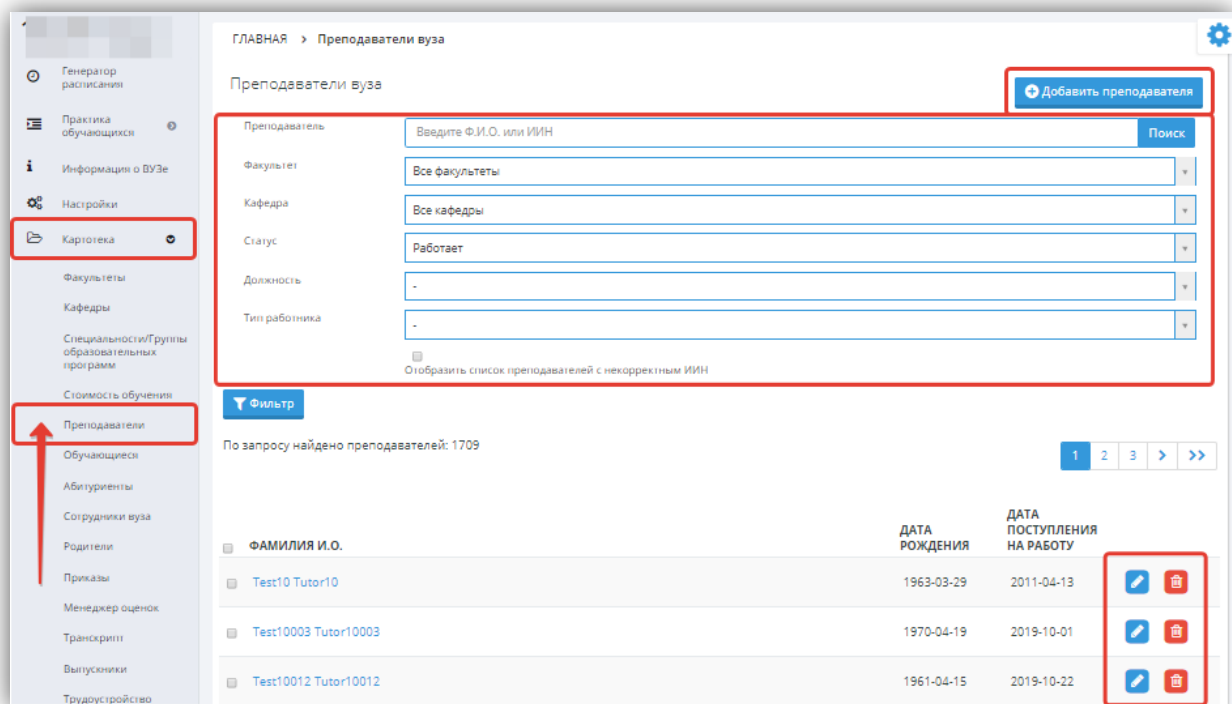 ГЛАВНАЯ > Преподаватели вуза
Генератор
расписания
Практика
обучающихся
Информация о ВУЗе
Настройки
Картотека
Факультеты
Кафедры
Специальности/Группы
образовательных
программ
Стоимость обучения
Преподаватели
Обучающиеся
Абитуриенты
Сотрудники вуза
Родители
Приказы
Менеджер оценок
Транскрипт
Выпускники
Трудоустройство
Преподаватели вуза
Добавить преподавателя
Преподаватель
Введите Ф.И.О. или ИИН
Поиск
Факультет
Все факультеты
Кафедра
Все кафедры
Статус
Работает
Должность
-
Тип работника
-
Отобразить список преподавателей с некорректным ИИН
Фильтр
По запросу найдено преподавателей: 1709
1 2 3 > >>
ФАМИЛИЯ И.О.
ДАТА
РОЖДЕНИЯ
ДАТА
ПОСТУПЛЕНИЯ
НА РАБОТУ
Test10 Tutor10 1963-03-29 2011-04-13
Test10003 Tutor10003 1970-04-19 2019-10-01
Test10012 Tutor10012 1961-04-15 2019-10-22